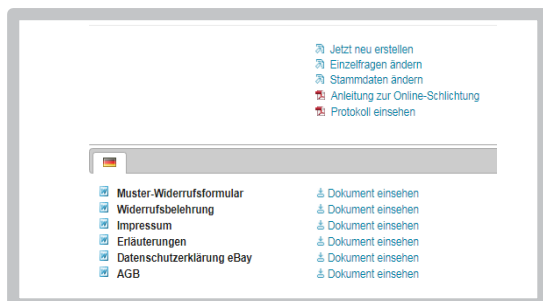 Jetzt neu erstellen
Einzelfragen ändern
Stammdaten ändern
Anleitung zur Online-Schlichtung
Protokoll einsehen
Muster-Widerrufsformular Dokument einsehen
Widerrufsbelehrung Dokument einsehen
Impressum Dokument einsehen
Erläuterungen Dokument einsehen
Datenschutzerklärung eBay Dokument einsehen
AGB Dokument einsehen